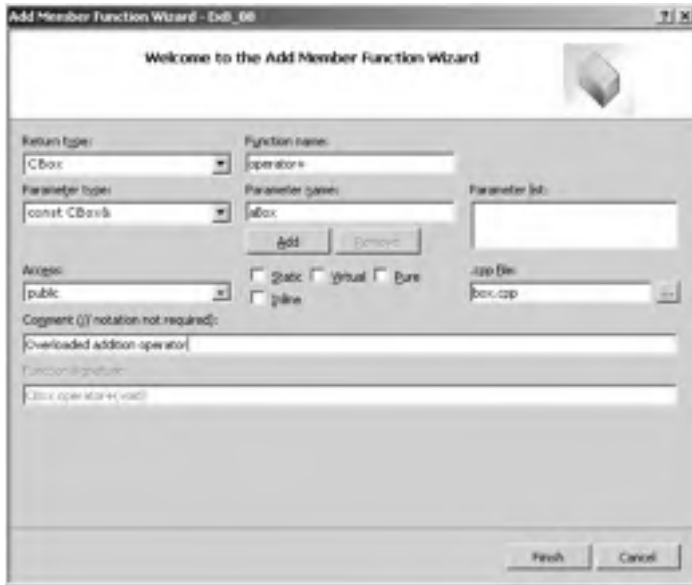 Add Member Function Wizard - Ex8_08
Welcome to the Add Member Function Wizard
Return type:
Function name:
CBox
operator+
Parameter type:
Parameter name:
Parameter list:
const CBox&
aBox
Add
Remove
Access:
Static
Virtual
Pure
.cpp file:
public
Inline
box.cpp
...
Comment (// notation not required):
Overloaded addition operator
Function signature:
CBox operator+(void)
Finish
Cancel